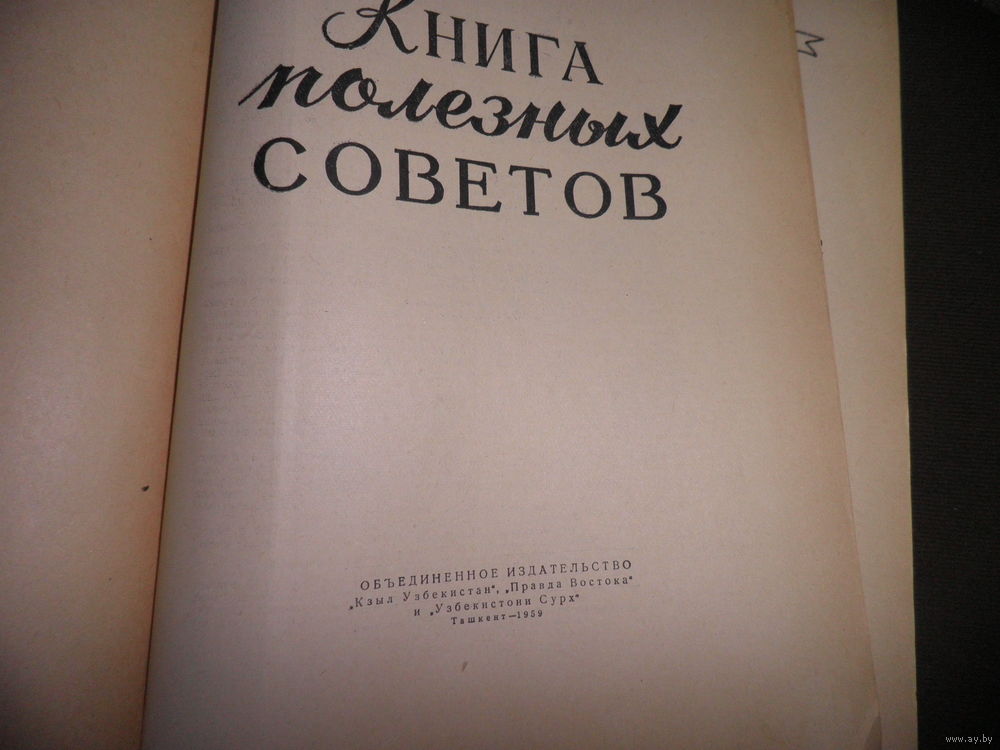 Книга
полезных
СОВЕТОВ
ОБЪЕДИНЕННОЕ ИЗДАТЕЛЬСТВО
„Кзыл Узбекистан“, „Правда Востока“
и „Узбекистони Сурх“
Ташкент—1959
www.ay.by